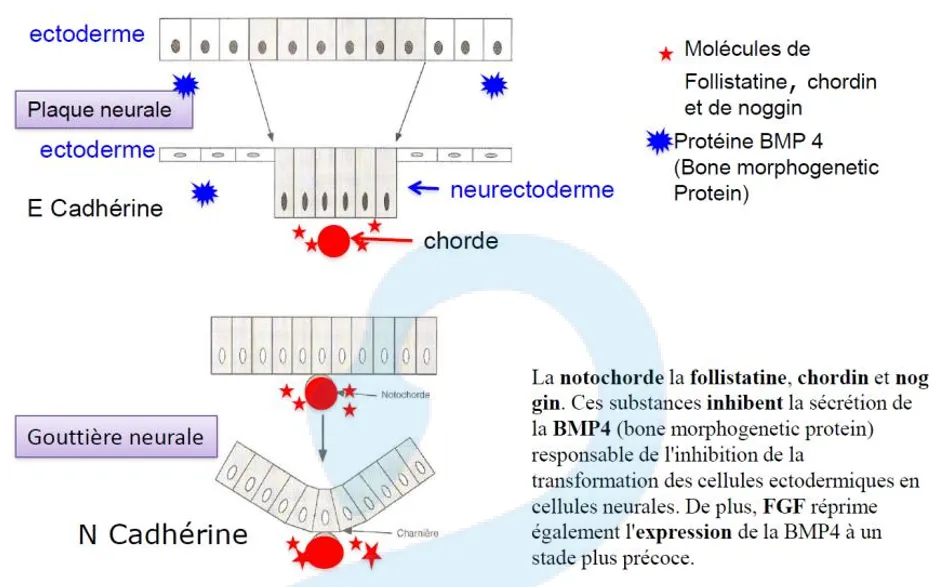 ectoderme
Molécules de
Follistatine, chordin
et de noggin
Plaque neurale
ectoderme
Protéine BMP 4
(Bone morphogenetic
Protein)
neurectoderme
E Cadhérine
chorde
Notochorde
Gouttière neurale
Charnière
N Cadhérine
La notochorde la follistatine, chordin et nog
gin. Ces substances inhibent la sécrétion de
la BMP4 (bone morphogenetic protein)
responsable de l'inhibition de la
transformation des cellules ectodermiques en
cellules neurales. De plus, FGF réprime
également l'expression de la BMP4 à un
stade plus précoce.